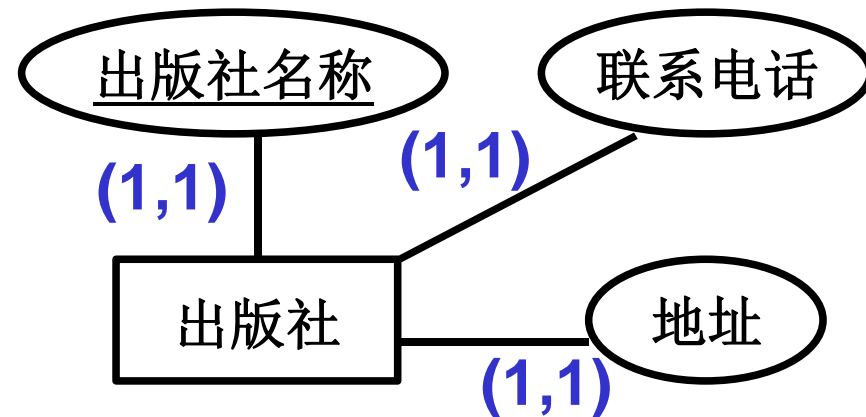 出版社名称
联系电话
(1,1)
(1,1)
出版社
地址
(1,1)